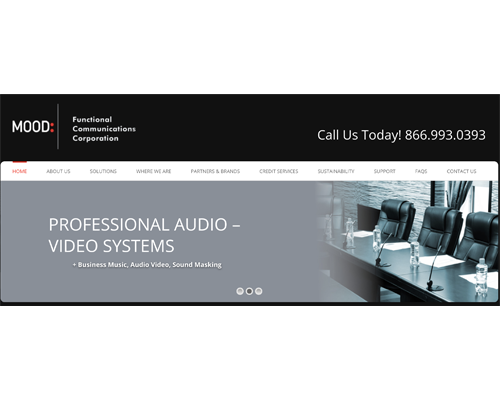 MOOD:
Functional
Communications
Corporation
Call Us Today! 866.993.0393
HOME ABOUT US SOLUTIONS WHERE WE ARE PARTNERS & BRANDS CREDIT SERVICES SUSTAINABILITY SUPPORT FAQS CONTACT US
PROFESSIONAL AUDIO –
VIDEO SYSTEMS
+ Business Music, Audio Video, Sound Masking